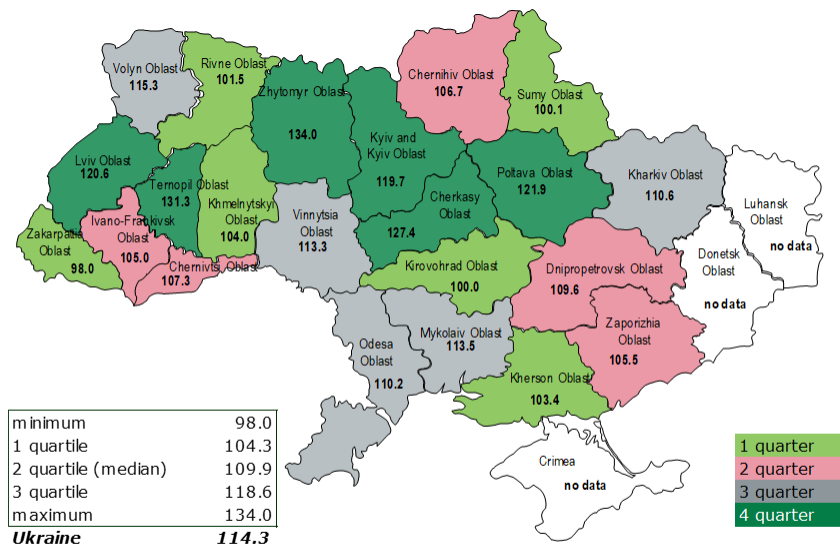 Volyn Oblast
115.3
Rivne Oblast
101.5
Zhytomyr Oblast
134.0
Kyiv and
Kyiv Oblast
119.7
Chernihiv Oblast
106.7
Sumy Oblast
100.1
Lviv Oblast
120.6
Ternopil Oblast
131.3
Khmelnytskyi
Oblast
104.0
Vinnytsia
Oblast
113.3
Cherkasy
Oblast
127.4
Poltava Oblast
121.9
Kharkiv Oblast
110.6
Luhansk
Oblast
no data
Zakarpattia
Oblast
98.0
Ivano-Frankivsk
Oblast
105.0
Chernivtsi Oblast
107.3
Kirovohrad Oblast
100.0
Dnipropetrovsk Oblast
109.6
Donetsk
Oblast
no data
Odesa
Oblast
110.2
Mykolaiv Oblast
113.5
Zaporizhia
Oblast
105.5
Kherson Oblast
103.4
Crimea
no data
minimum 98.0
1 quartile 104.3
2 quartile (median) 109.9
3 quartile 118.6
maximum 134.0
Ukraine 114.3
1 quarter
2 quarter
3 quarter
4 quarter